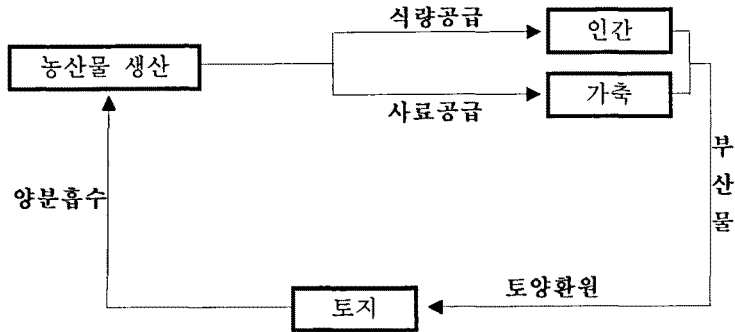 식량공급
인간
농산물 생산
가축
사료공급
부산물
양분흡수
토양환원
토지